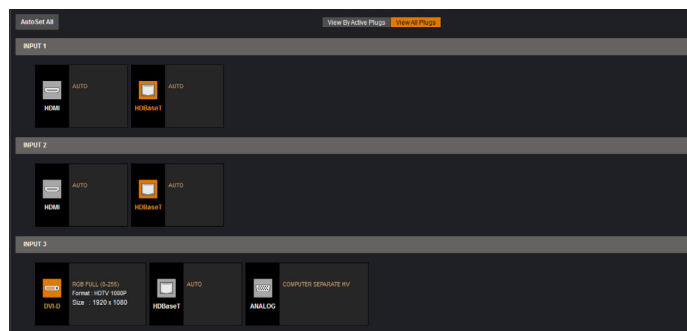 AutoSet All
View By Active Plugs View All Plugs
INPUT 1
HDMI AUTO
HDBaseT AUTO
INPUT 2
HDMI AUTO
HDBaseT AUTO
INPUT 3
DVI-D
RGB FULL (0-255)
Format : HDTV 1080P
Size : 1920 x 1080
HDBaseT AUTO
ANALOG COMPUTER SEPARATE HV